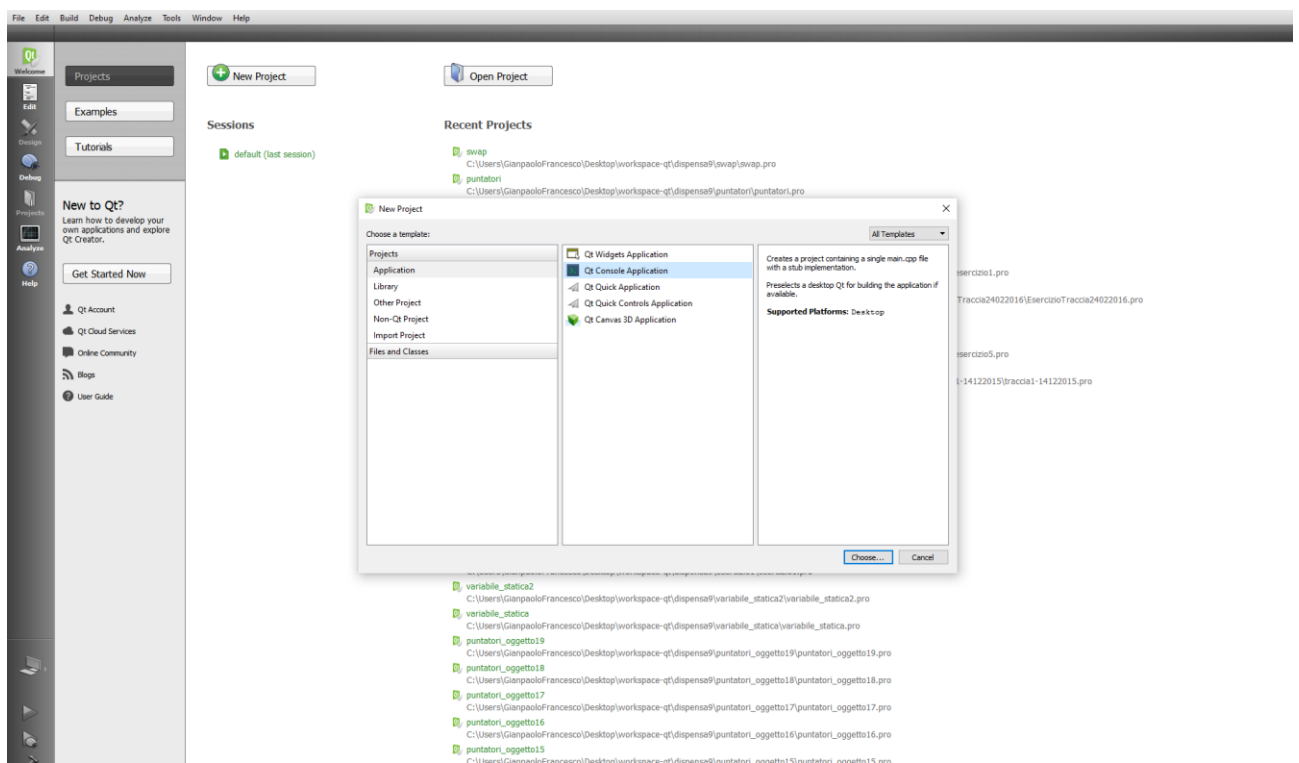 File Edit Build Debug Analyze Tools Window Help
Qt
Welcome
Edit
Design
Debug
Projects
Analyze
Help
Projects
Examples
Tutorials
New to Qt?
Learn how to develop your
own applications and explore
Qt Creator.
Get Started Now
Qt Account
Qt Cloud Services
Online Community
Blogs
User Guide
New Project
Open Project
Sessions
default (last session)
Recent Projects
swap
C:\Users\GianpaoloFrancesco\Desktop\workspace-qt\dispensa9\swap\swap.pro
puntatori
C:\Users\GianpaoloFrancesco\Desktop\workspace-qt\dispensa9\puntatori\puntatori.pro
New Project
Choose a template:
All Templates
Projects
Application
Library
Other Project
Non-Qt Project
Import Project
Files and Classes
Qt Widgets Application
Qt Console Application
Qt Quick Application
Qt Quick Controls Application
Qt Canvas 3D Application
Creates a project containing a single main.cpp file
with a stub implementation.
Preselects a desktop Qt for building the application if
available.
Supported Platforms: Desktop
Choose...
Cancel
esercizio1.pro
Traccia24022016\EsercizioTraccia24022016.pro
esercizio5.pro
1-14122015\traccia1-14122015.pro
variabile_statica2
C:\Users\GianpaoloFrancesco\Desktop\workspace-qt\dispensa9\variabile_statica2\variabile_statica2.pro
variabile_statica
C:\Users\GianpaoloFrancesco\Desktop\workspace-qt\dispensa9\variabile_statica\variabile_statica.pro
puntatori_oggetto19
C:\Users\GianpaoloFrancesco\Desktop\workspace-qt\dispensa9\puntatori_oggetto19\puntatori_oggetto19.pro
puntatori_oggetto18
C:\Users\GianpaoloFrancesco\Desktop\workspace-qt\dispensa9\puntatori_oggetto18\puntatori_oggetto18.pro
puntatori_oggetto17
C:\Users\GianpaoloFrancesco\Desktop\workspace-qt\dispensa9\puntatori_oggetto17\puntatori_oggetto17.pro
puntatori_oggetto16
C:\Users\GianpaoloFrancesco\Desktop\workspace-qt\dispensa9\puntatori_oggetto16\puntatori_oggetto16.pro
puntatori_oggetto15
C:\Users\GianpaoloFrancesco\Desktop\workspace-qt\dispensa9\puntatori_oggetto15\puntatori_oggetto15.pro